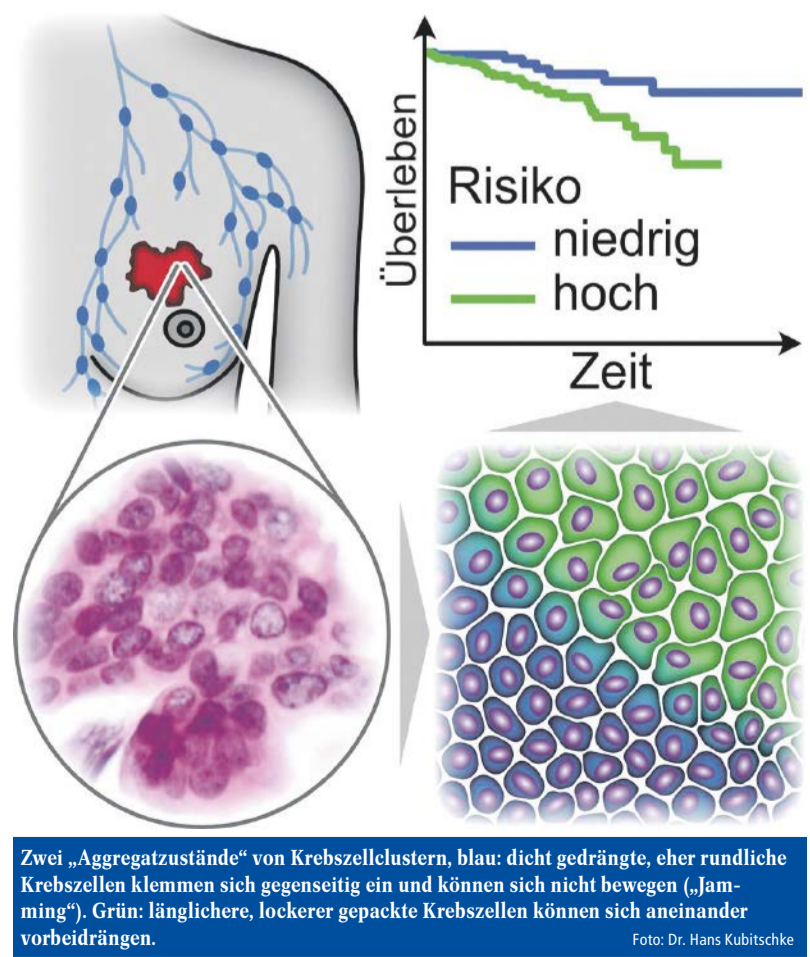 Überleben
Risiko
niedrig
hoch
Zeit
Zwei „Aggregatzustände“ von Krebszellclustern, blau: dicht gedrängte, eher rundliche
Krebszellen klemmen sich gegenseitig ein und können sich nicht bewegen („Jam-
ming“). Grün: länglichere, lockerer gepackte Krebszellen können sich aneinander
vorbeidrängen.
Foto: Dr. Hans Kubitschke